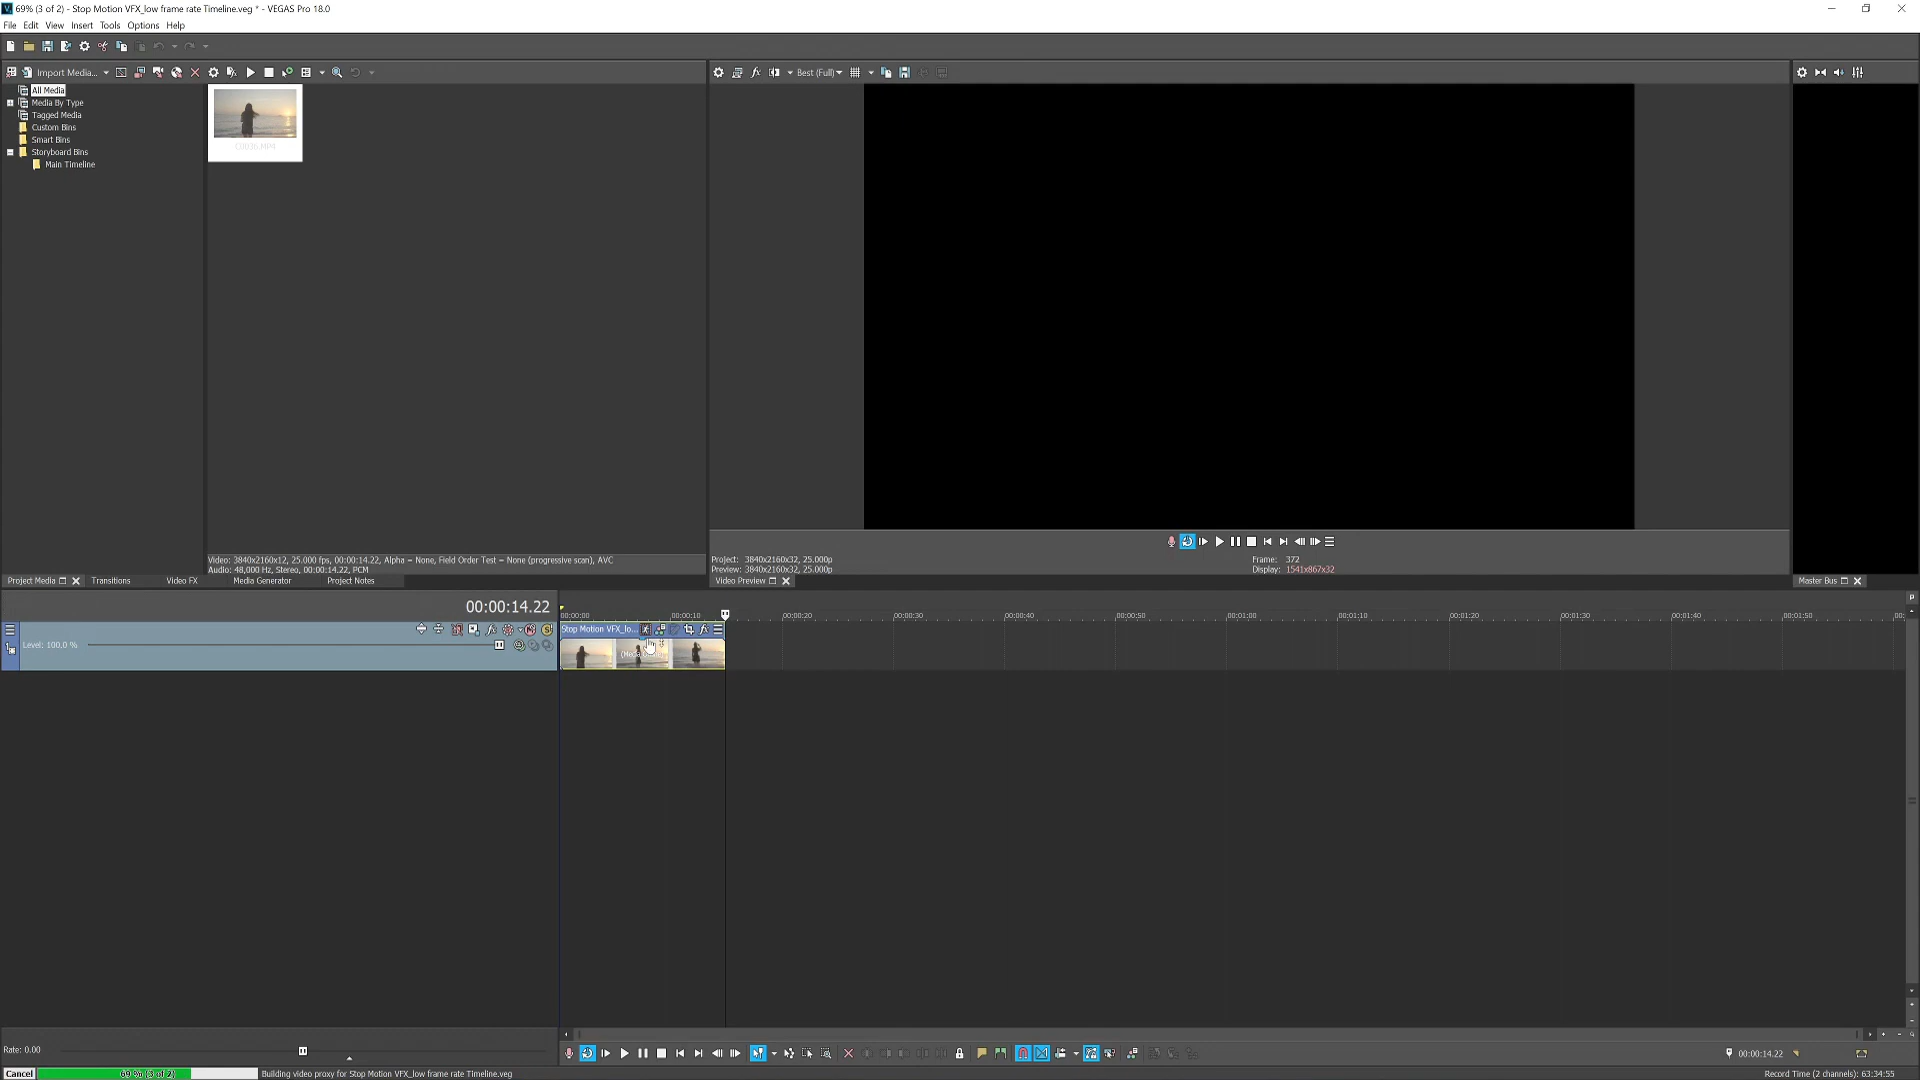 69% (3 of 2) - Stop Motion VFX_low frame rate Timeline.veg * - VEGAS Pro 18.0
File Edit View Insert Tools Options Help
Import Media...
Best (Full)
All Media
Media By Type
Tagged Media
Custom Bins
Smart Bins
Storyboard Bins
Main Timeline
C0036.MP4
Video: 3840x2160x12, 25.000 fps, 00:00:14.22, Alpha = None, Field Order Test = None (progressive scan), AVC
Audio: 48,000 Hz, Stereo, 00:00:14.22, PCM
Project: 3840x2160x32, 25.000p
Preview: 3840x2160x32, 25.000p
Frame: 372
Display: 1541x867x32
Project Media Transitions Video FX Media Generator Project Notes
Video Preview
Master Bus
00:00:14.22
00:00:00 00:00:10 00:00:20 00:00:30 00:00:40 00:00:50 00:01:00 00:01:10 00:01:20 00:01:30 00:01:40 00:01:50 00:
Stop Motion VFX_lo...
Level: 100.0 %
Rate: 0.00
00:00:14.22
Cancel 69 % (3 of 2) Building video proxy for Stop Motion VFX_low frame rate Timeline.veg
Record Time (2 channels): 63:34:55